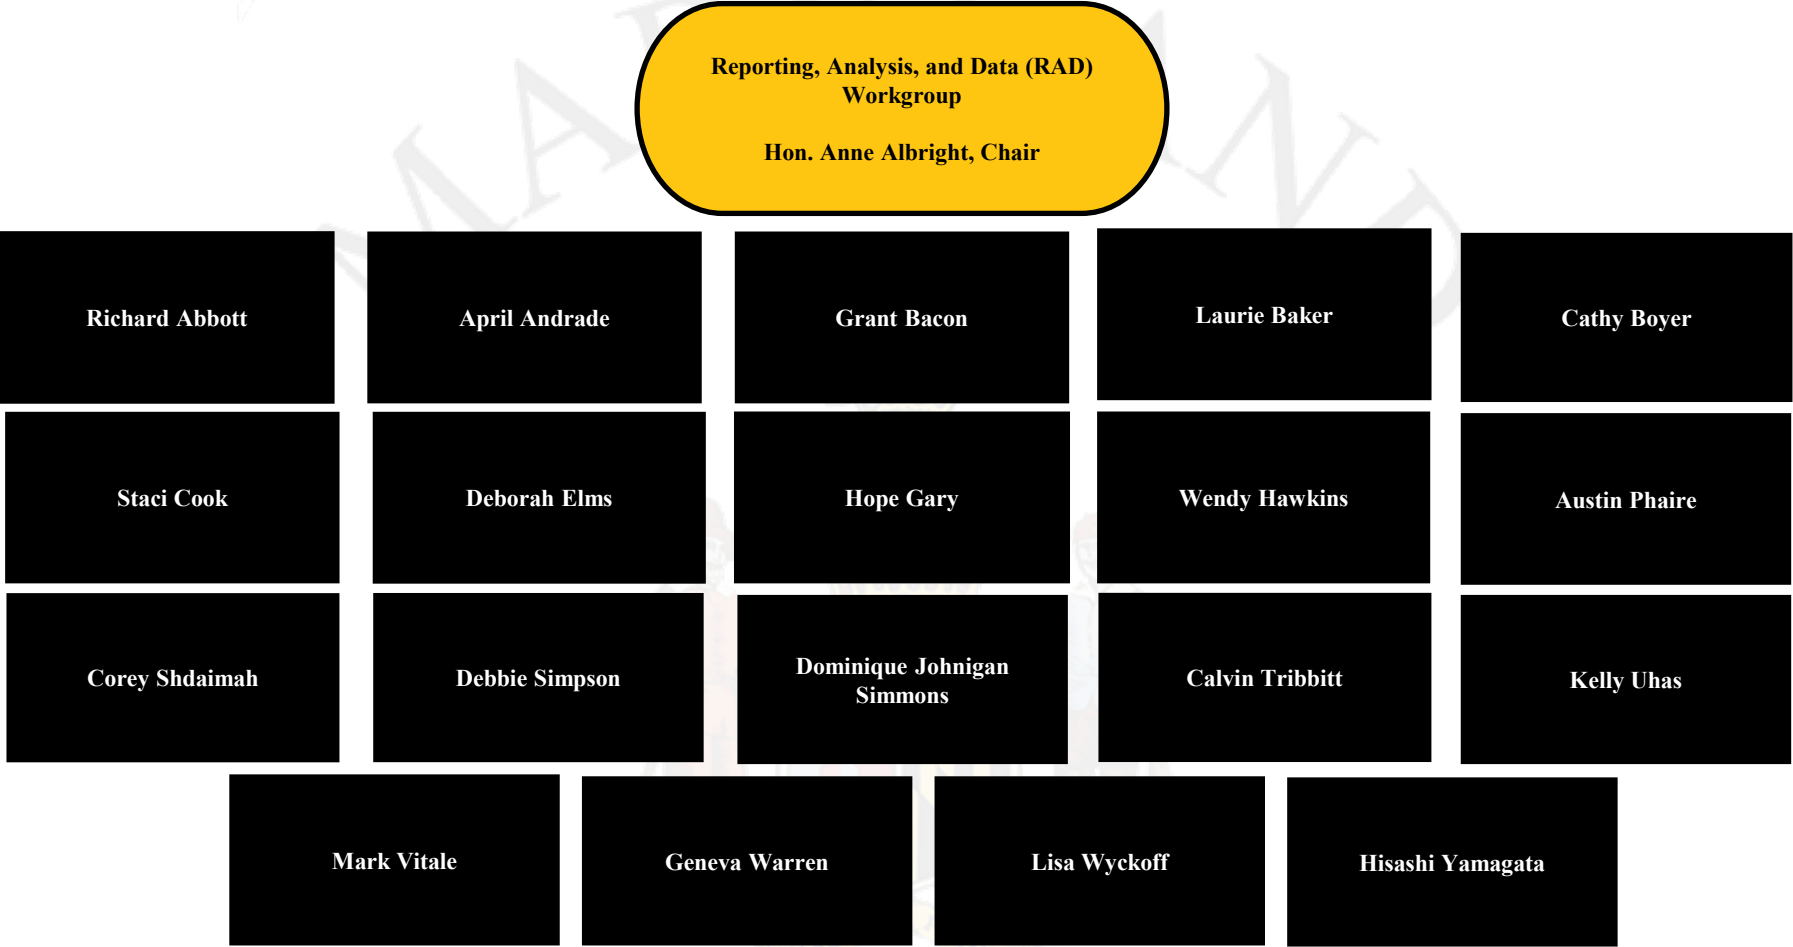 Reporting, Analysis, and Data (RAD)
Workgroup
Hon. Anne Albright, Chair
Richard Abbott
April Andrade
Grant Bacon
Laurie Baker
Cathy Boyer
Staci Cook
Deborah Elms
Hope Gary
Wendy Hawkins
Austin Phaire
Corey Shdaimah
Debbie Simpson
Dominique Johnigan
Simmons
Calvin Tribbitt
Kelly Uhas
Mark Vitale
Geneva Warren
Lisa Wyckoff
Hisashi Yamagata